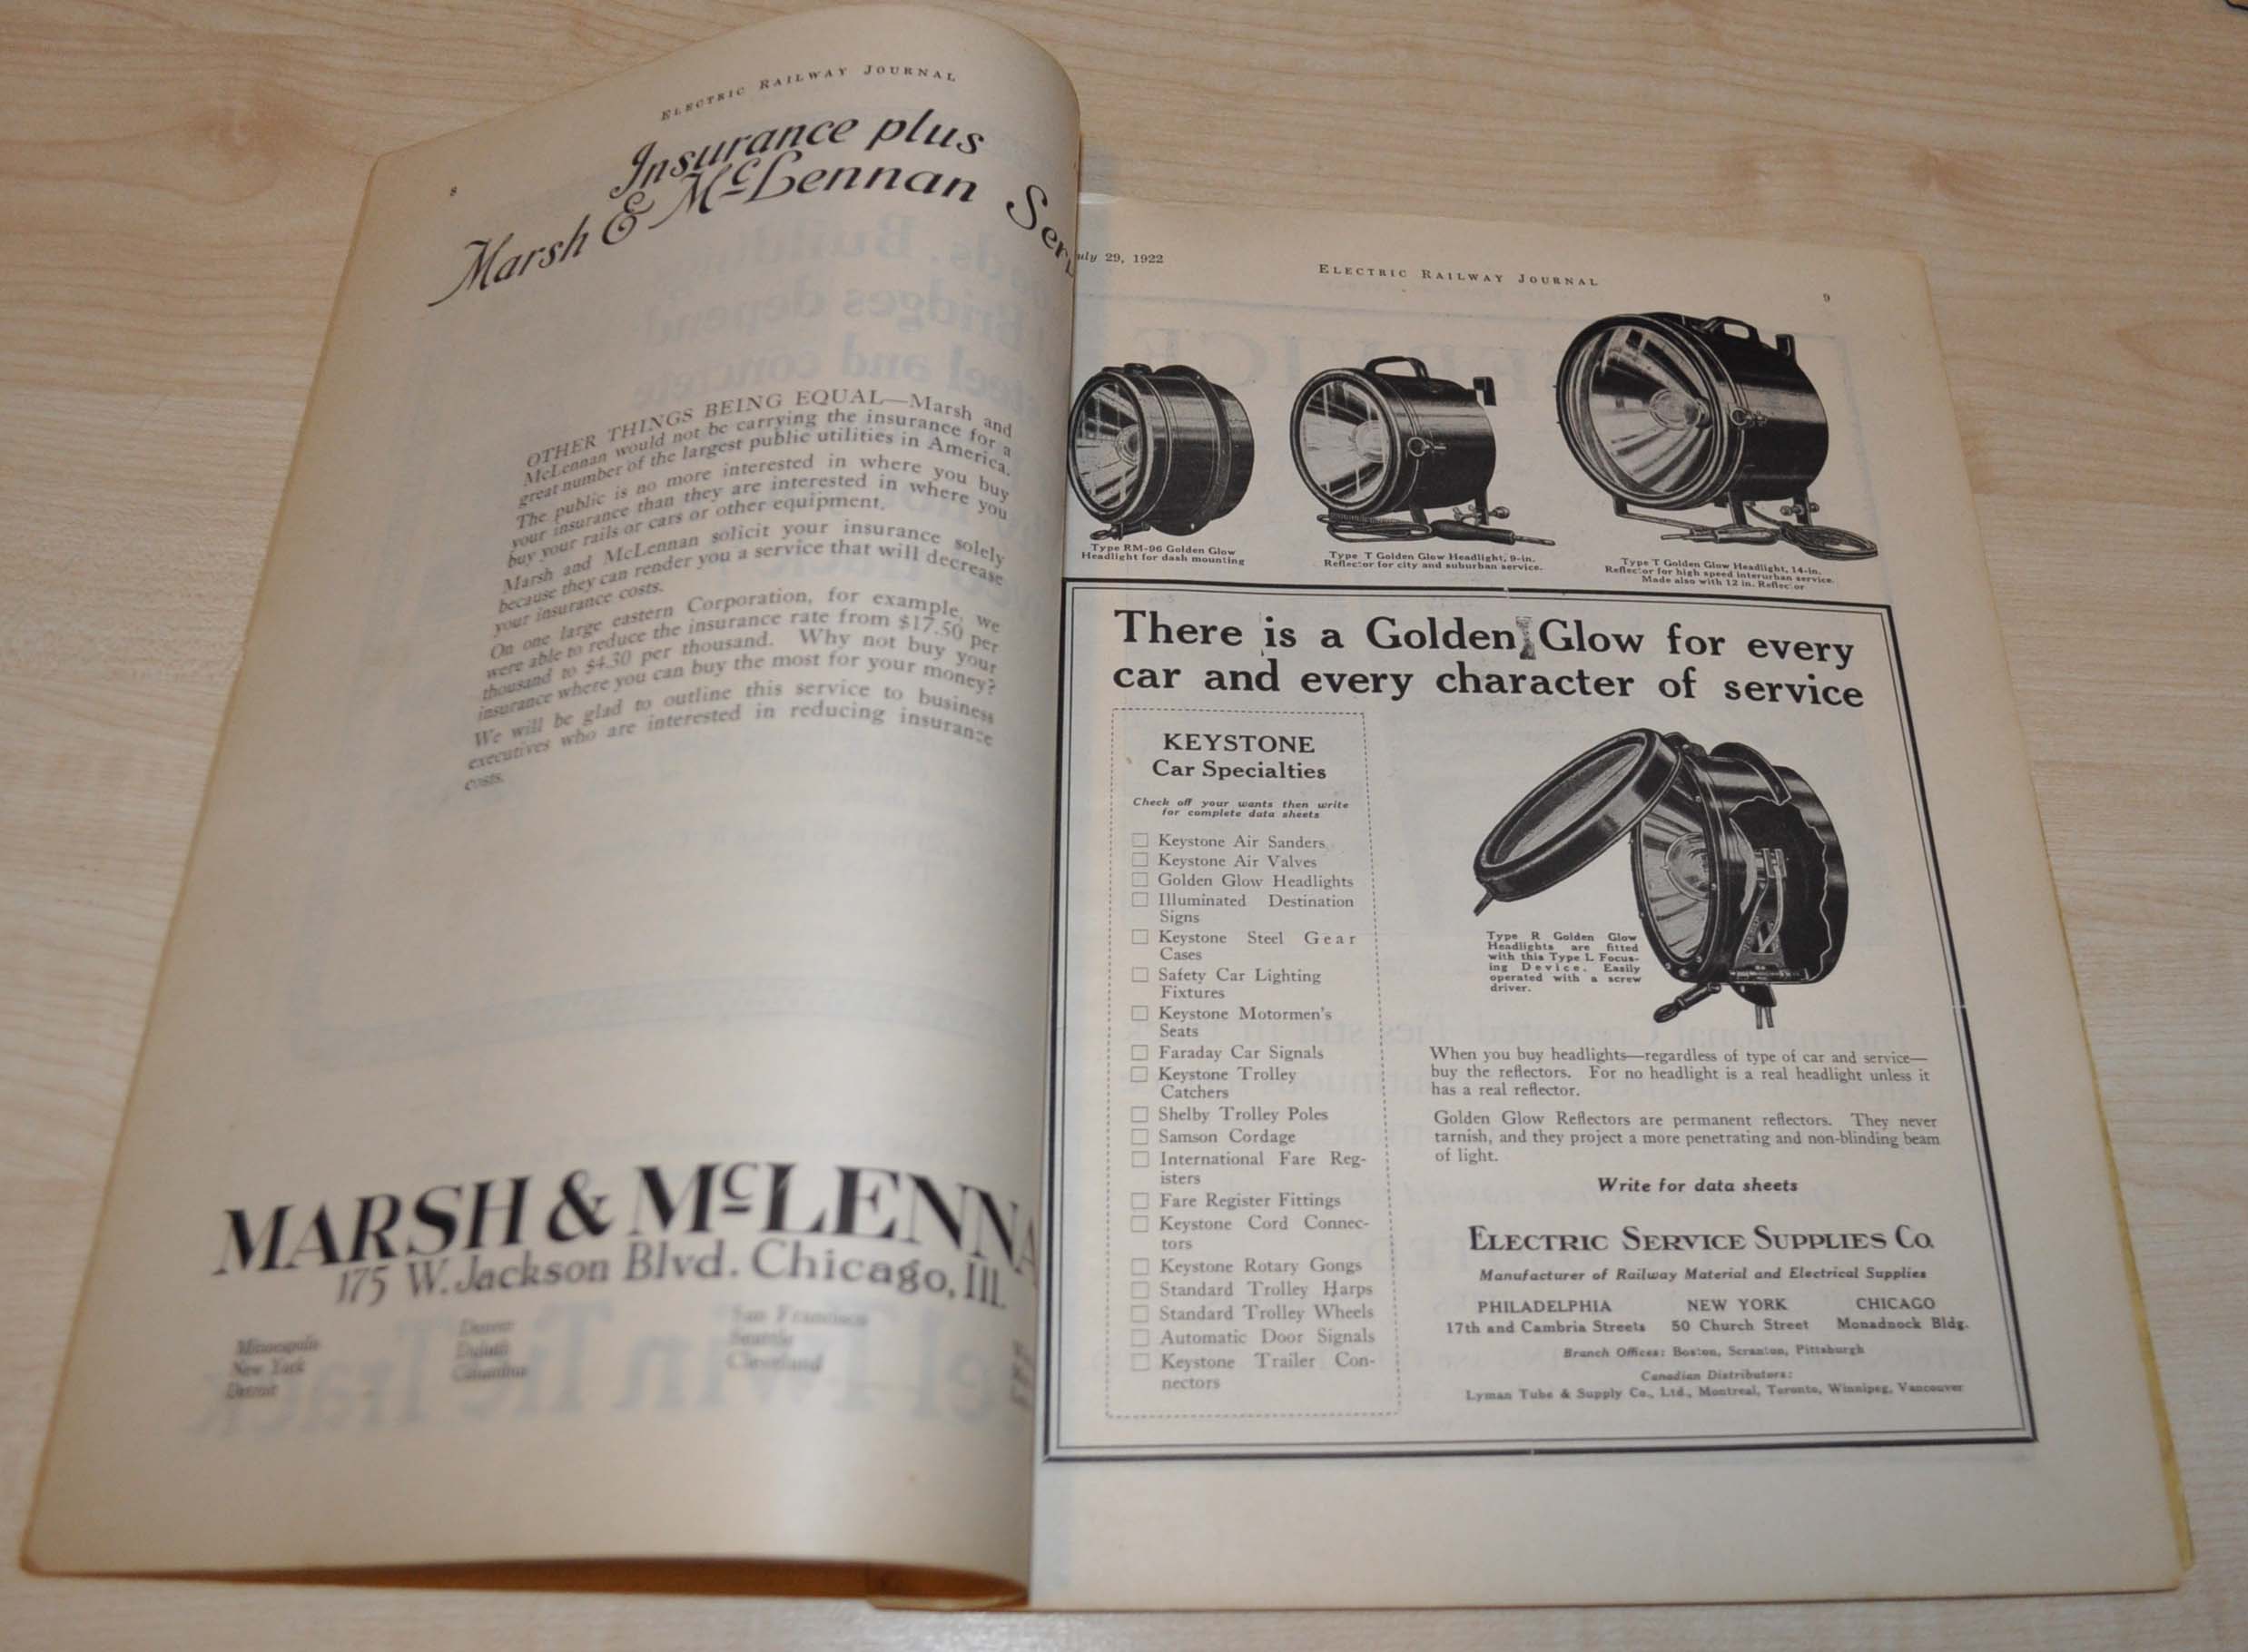 8
ELECTRIC RAILWAY JOURNAL
Insurance plus
Marsh & McLennan Serv
OTHER THINGS BEING EQUAL—Marsh and
McLennan would not be carrying the insurance for a
great number of the largest public utilities in America.
The public is no more interested in where you buy
your insurance than they are interested in where you
buy your rails or cars or other equipment.
Marsh and McLennan solicit your insurance solely
because they can render you a service that will decrease
your insurance costs.
On one large eastern Corporation, for example, we
were able to reduce the insurance rate from $17.50 per
thousand to $4.30 per thousand. Why not buy your
insurance where you can buy the most for your money?
We will be glad to outline this service to business
executives who are interested in reducing insurance
costs.
MARSH & McLENNA
175 W. Jackson Blvd. Chicago, Ill.
Minneapolis
New York
Detroit
Denver
Duluth
Columbus
San Francisco
Seattle
Cleveland
uly 29, 1922
ELECTRIC RAILWAY JOURNAL
9
Type RM-96 Golden Glow
Headlight for dash mounting
Type T Golden Glow Headlight, 9-in.
Reflector for city and suburban service.
Type T Golden Glow Headlight, 14-in.
Reflector for high speed interurban service.
Made also with 12 in. Reflector
There is a Golden Glow for every
car and every character of service
KEYSTONE
Car Specialties
Check off your wants then write
for complete data sheets
Keystone Air Sanders
Keystone Air Valves
Golden Glow Headlights
Illuminated Destination
Signs
Keystone Steel Gear
Cases
Safety Car Lighting
Fixtures
Keystone Motormen's
Seats
Faraday Car Signals
Keystone Trolley
Catchers
Shelby Trolley Poles
Samson Cordage
International Fare Reg-
isters
Fare Register Fittings
Keystone Cord Connec-
tors
Keystone Rotary Gongs
Standard Trolley Harps
Standard Trolley Wheels
Automatic Door Signals
Keystone Trailer Con-
nectors
Type R Golden Glow
Headlights are fitted
with this Type L Focus-
ing Device. Easily
operated with a screw
driver.
When you buy headlights—regardless of type of car and service—
buy the reflectors. For no headlight is a real headlight unless it
has a real reflector.
Golden Glow Reflectors are permanent reflectors. They never
tarnish, and they project a more penetrating and non-blinding beam
of light.
Write for data sheets
ELECTRIC SERVICE SUPPLIES CO.
Manufacturer of Railway Material and Electrical Supplies
PHILADELPHIA NEW YORK CHICAGO
17th and Cambria Streets 50 Church Street Monadnock Bldg.
Branch Offices: Boston, Scranton, Pittsburgh
Canadian Distributors:
Lyman Tube & Supply Co., Ltd., Montreal, Toronto, Winnipeg, Vancouver